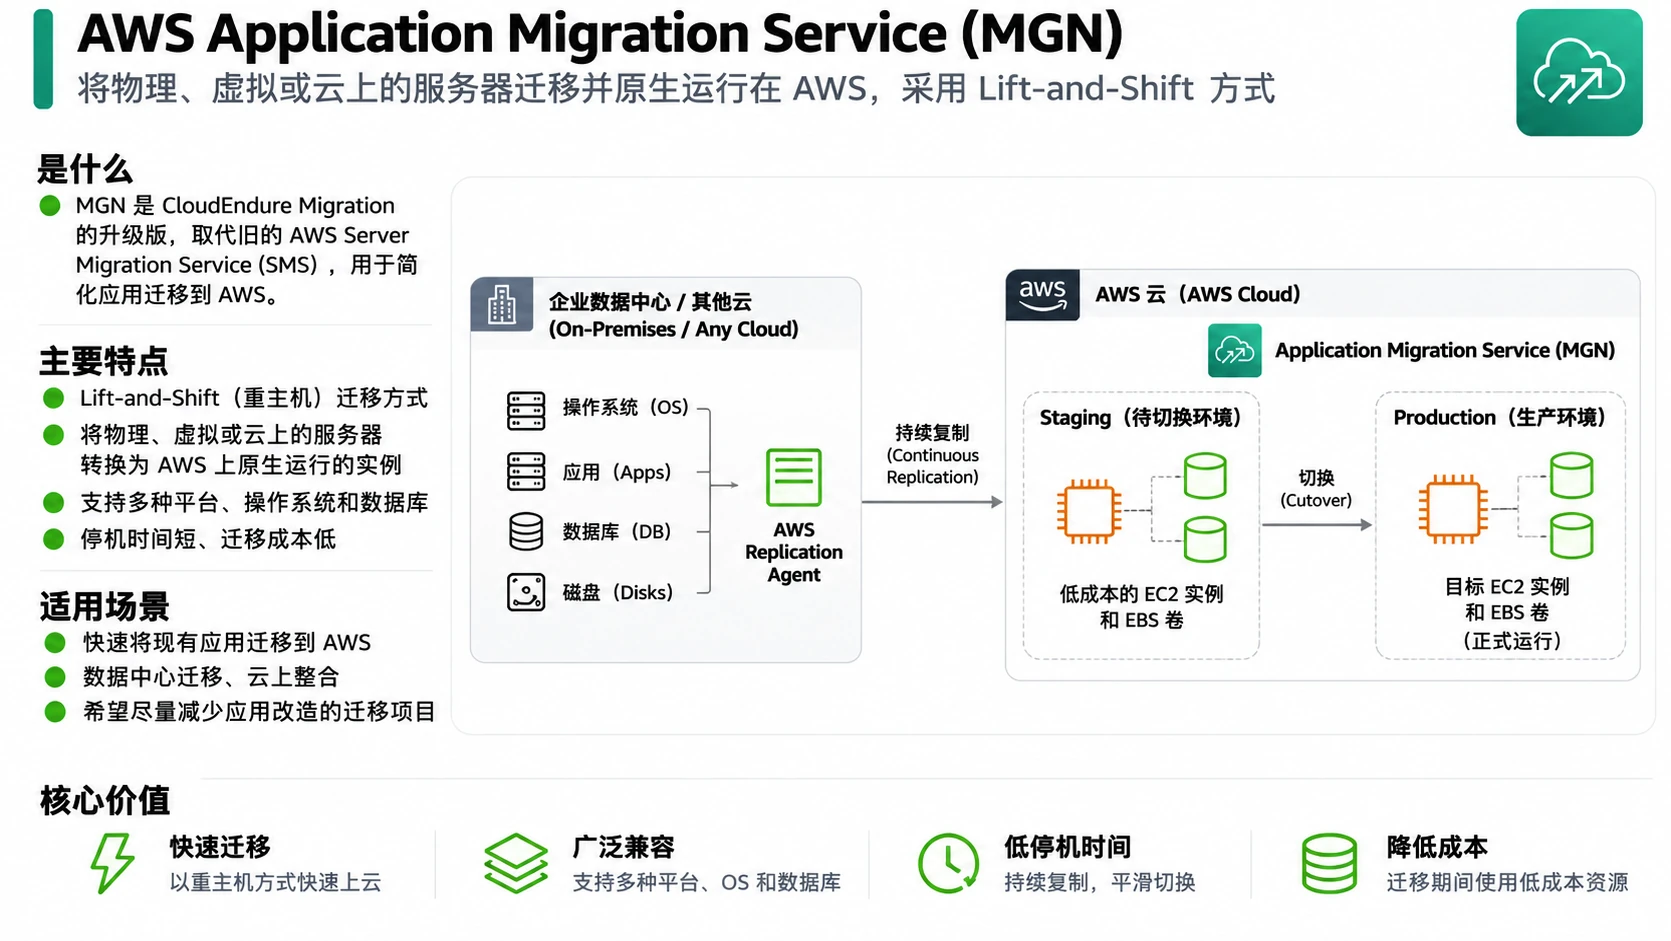 AWS Application Migration Service (MGN)
将物理、虚拟或云上的服务器迁移并原生运行在 AWS，采用 Lift-and-Shift 方式
是什么
MGN 是 CloudEndure Migration
的升级版，取代旧的 AWS Server
Migration Service (SMS) ，用于简
化应用迁移到 AWS。
主要特点
Lift-and-Shift（重主机）迁移方式
将物理、虚拟或云上的服务器
转换为 AWS 上原生运行的实例
支持多种平台、操作系统和数据库
停机时间短、迁移成本低
适用场景
快速将现有应用迁移到 AWS
数据中心迁移、云上整合
希望尽量减少应用改造的迁移项目
企业数据中心 / 其他云
(On-Premises / Any Cloud)
操作系统（OS）
应用（Apps）
数据库（DB）
磁盘（Disks）
AWS
Replication
Agent
持续复制
(Continuous
Replication)
aws
AWS 云（AWS Cloud）
Application Migration Service (MGN)
Staging（待切换环境）
低成本的 EC2 实例
和 EBS 卷
切换
(Cutover)
Production（生产环境）
目标 EC2 实例
和 EBS 卷
（正式运行）
核心价值
快速迁移
以重主机方式快速上云
广泛兼容
支持多种平台、OS 和数据库
低停机时间
持续复制，平滑切换
降低成本
迁移期间使用低成本资源